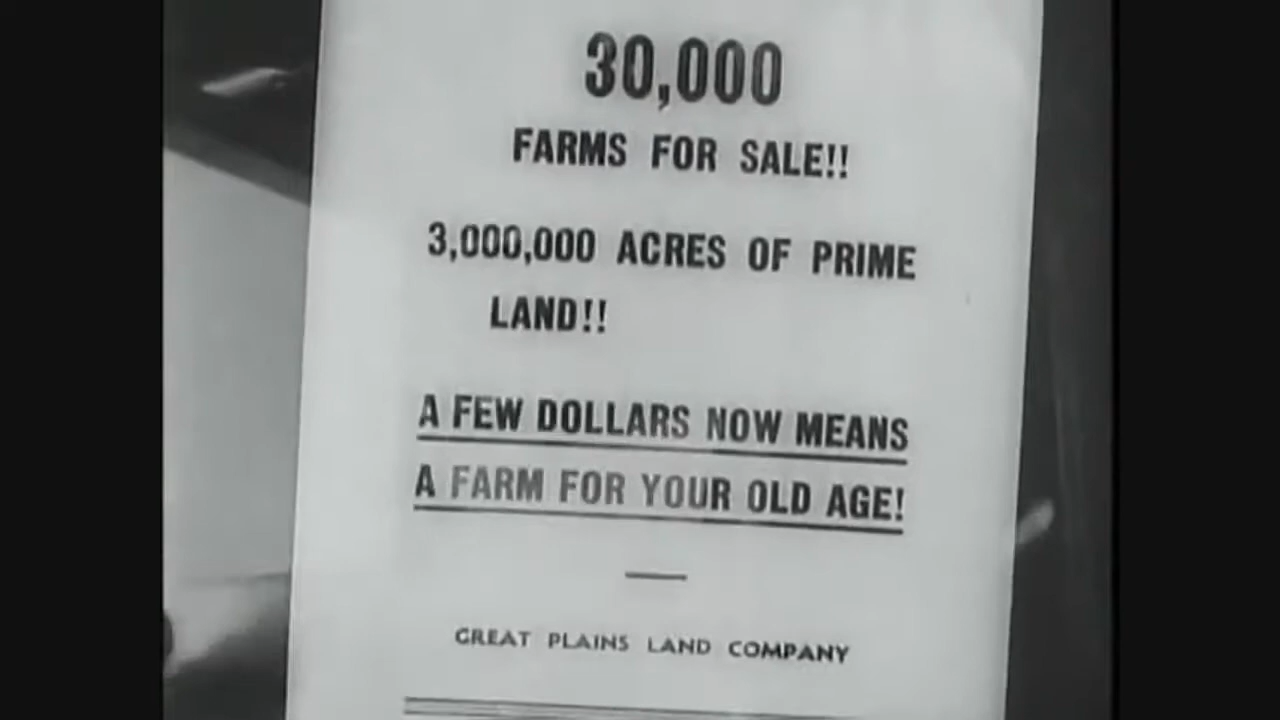 30,000
FARMS FOR SALE!!
3,000,000 ACRES OF PRIME
LAND!!
A FEW DOLLARS NOW MEANS
A FARM FOR YOUR OLD AGE!
GREAT PLAINS LAND COMPANY